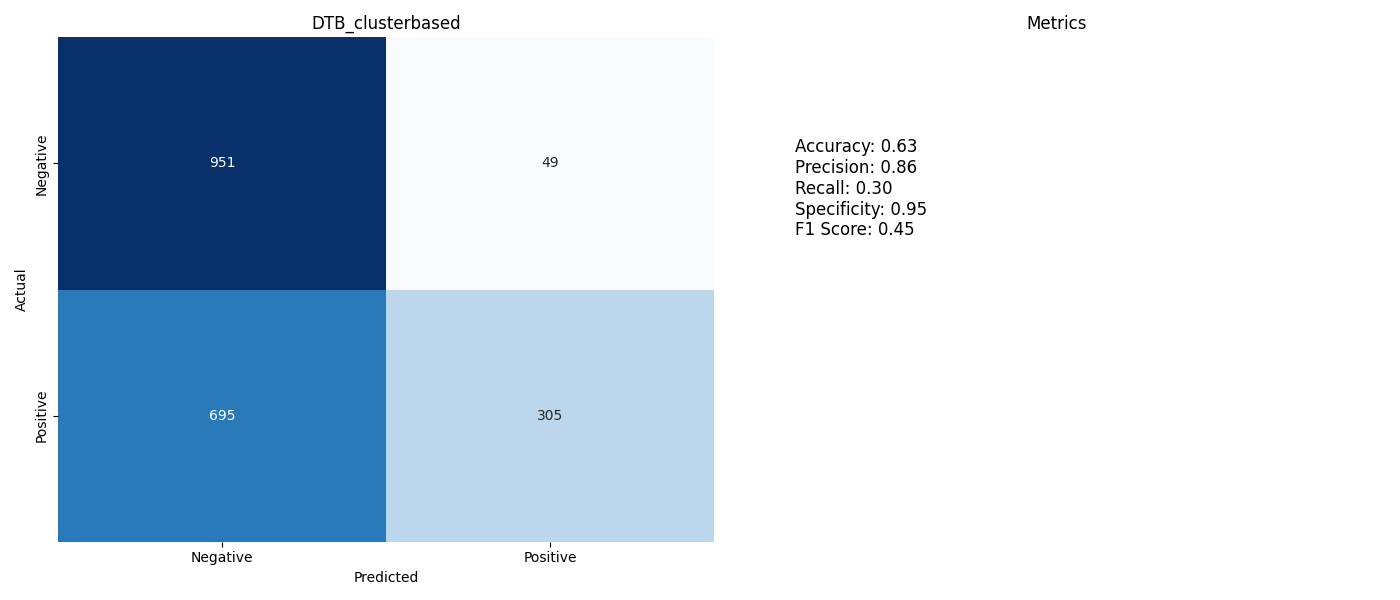 DTB_clusterbased
Negative
Positive
Actual
951
49
695
305
Negative
Positive
Predicted
Metrics
Accuracy: 0.63
Precision: 0.86
Recall: 0.30
Specificity: 0.95
F1 Score: 0.45